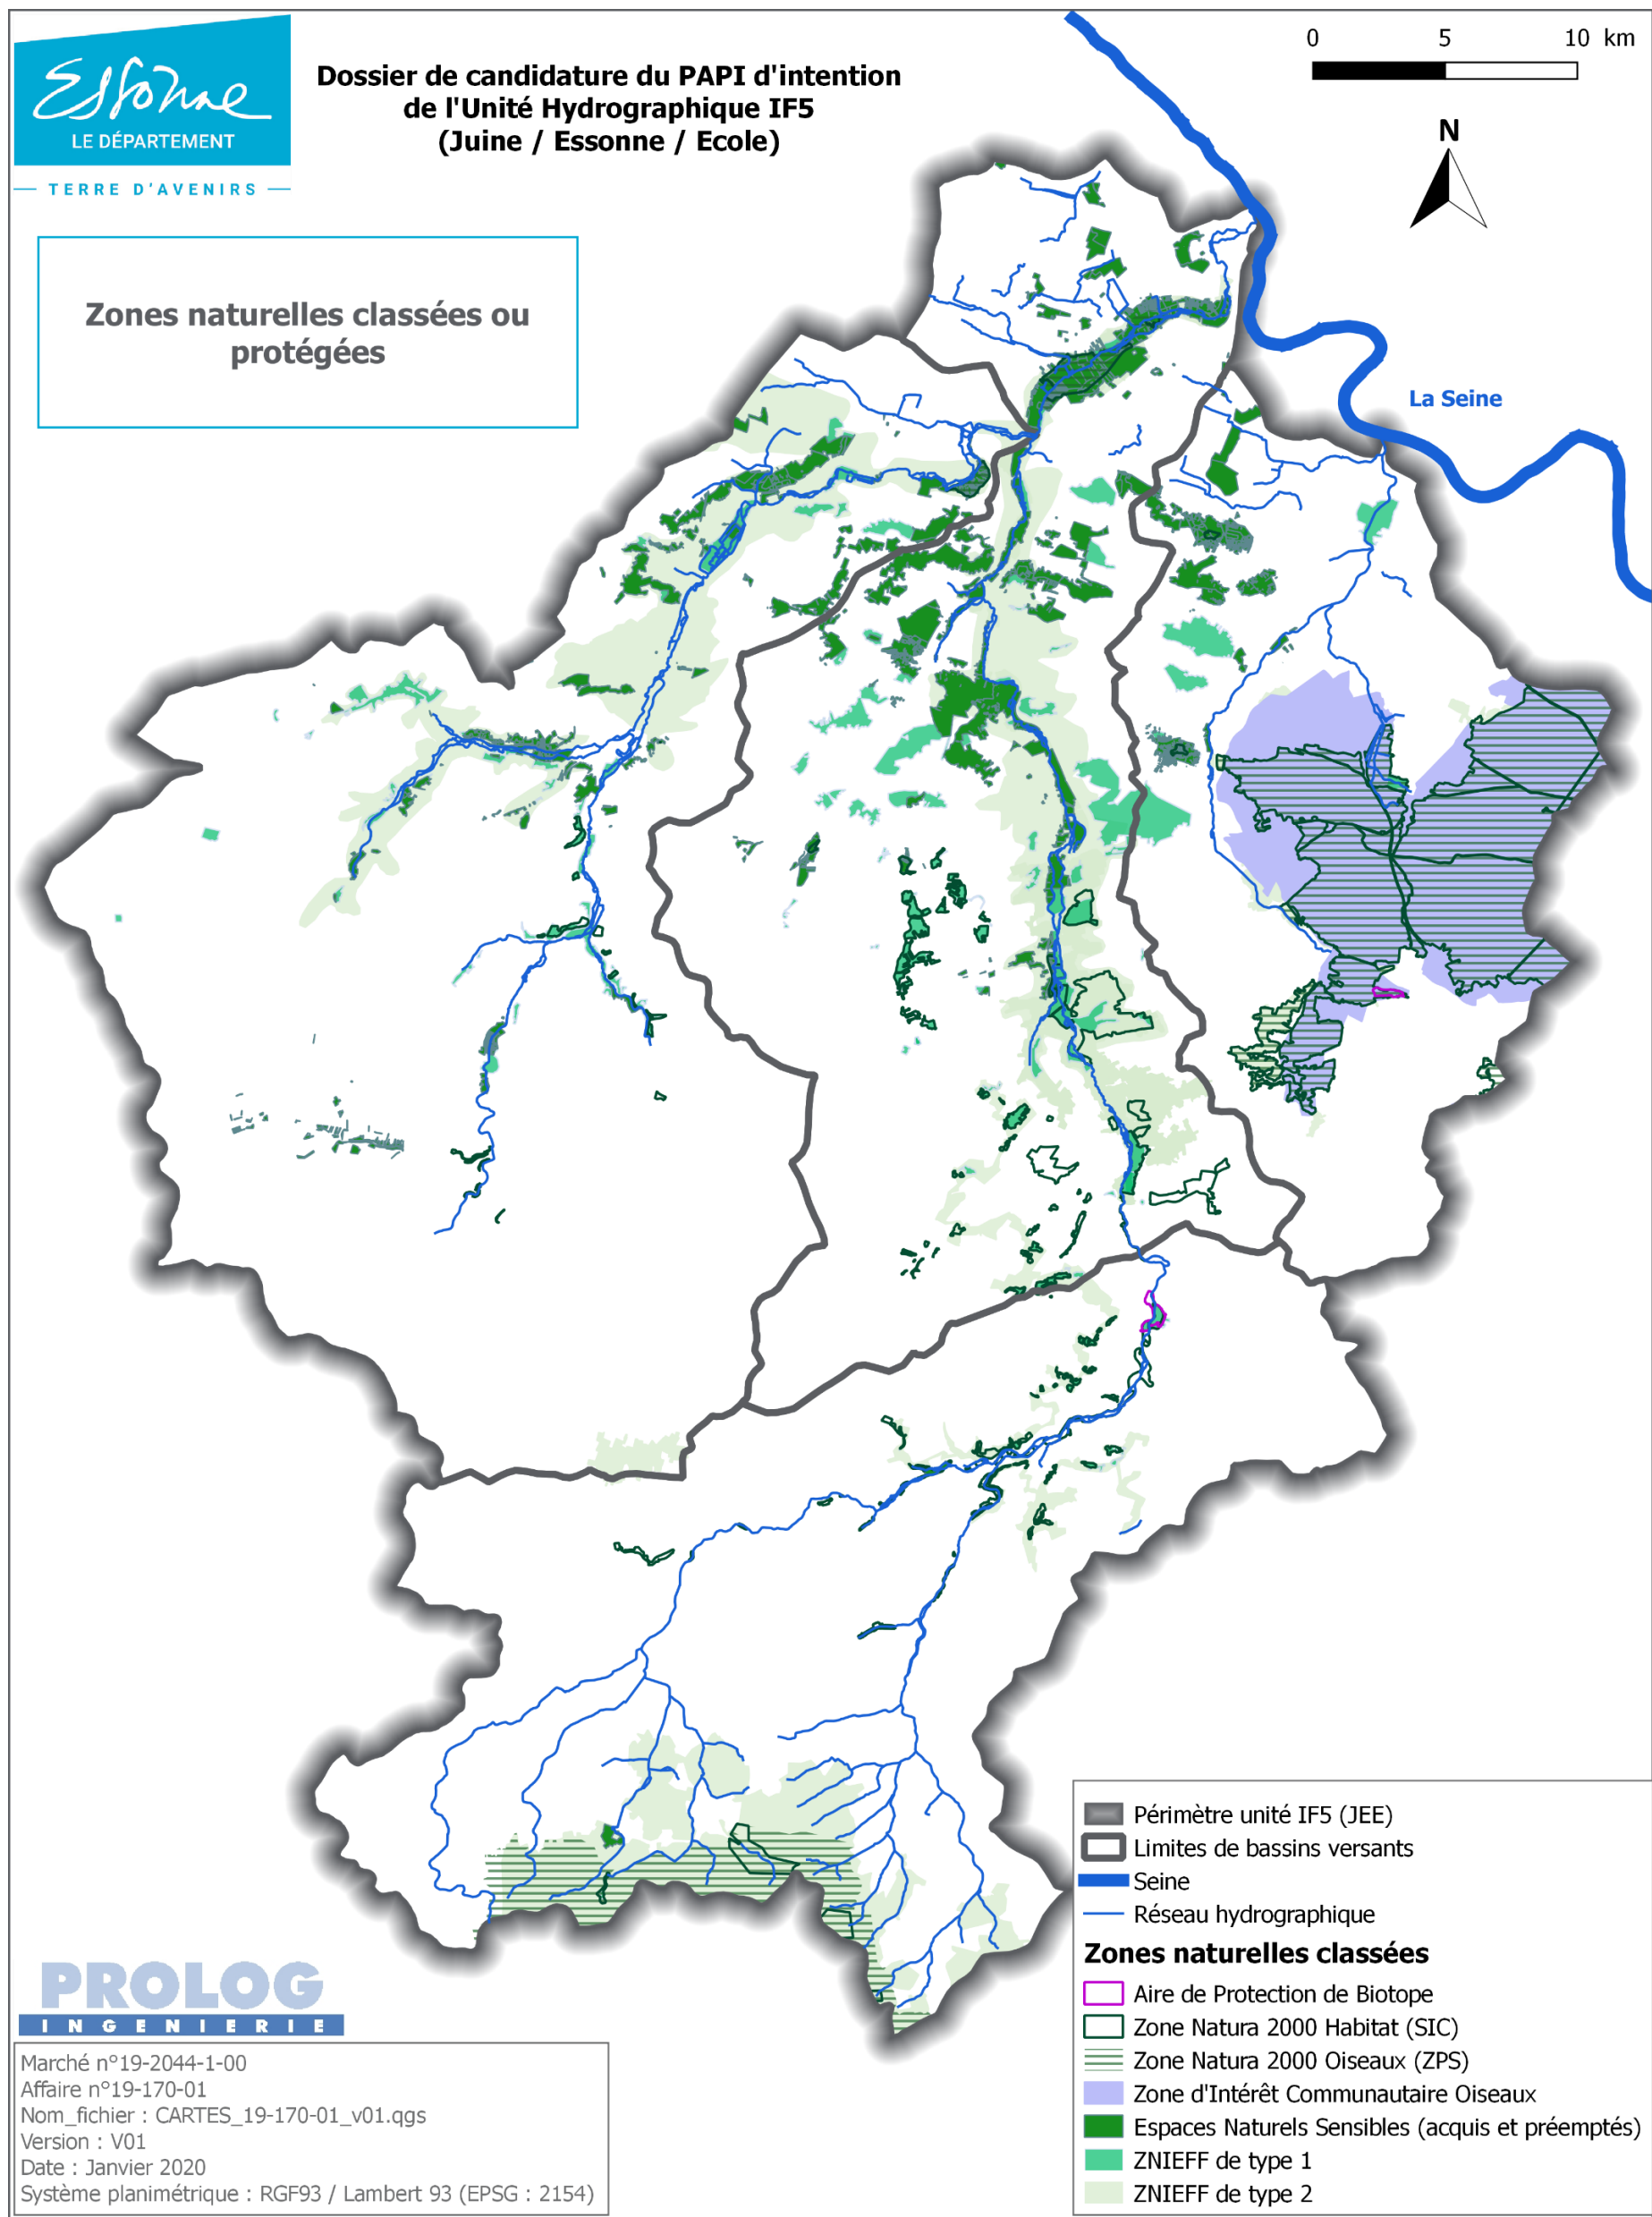 Essonne
LE DÉPARTEMENT
TERRE D'AVENIRS
Dossier de candidature du PAPI d'intention
de l'Unité Hydrographique IF5
(Juine / Essonne / Ecole)
0 5 10 km
N
Zones naturelles classées ou
protégées
La Seine
Périmètre unité IF5 (JEE)
Limites de bassins versants
Seine
Réseau hydrographique
Zones naturelles classées
Aire de Protection de Biotope
Zone Natura 2000 Habitat (SIC)
Zone Natura 2000 Oiseaux (ZPS)
Zone d'Intérêt Communautaire Oiseaux
Espaces Naturels Sensibles (acquis et préemptés)
ZNIEFF de type 1
ZNIEFF de type 2
PROLOG
INGENIERIE
Marché n°19-2044-1-00
Affaire n°19-170-01
Nom_fichier : CARTES_19-170-01_v01.qgs
Version : V01
Date : Janvier 2020
Système planimétrique : RGF93 / Lambert 93 (EPSG : 2154)